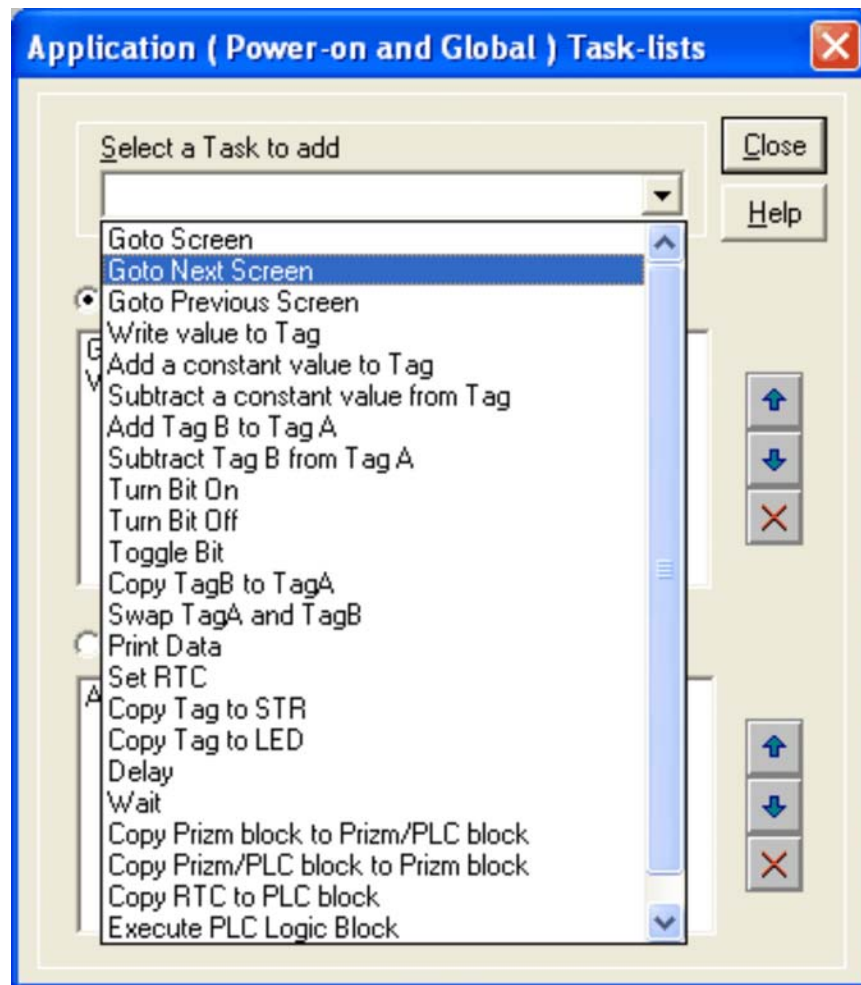 Application ( Power-on and Global ) Task-lists
Select a Task to add
Close
Help
Goto Screen
Goto Next Screen
Goto Previous Screen
Write value to Tag
Add a constant value to Tag
Subtract a constant value from Tag
Add Tag B to Tag A
Subtract Tag B from Tag A
Turn Bit On
Turn Bit Off
Toggle Bit
Copy TagB to TagA
Swap TagA and TagB
Print Data
Set RTC
Copy Tag to STR
Copy Tag to LED
Delay
Wait
Copy Prizm block to Prizm/PLC block
Copy Prizm/PLC block to Prizm block
Copy RTC to PLC block
Execute PLC Logic Block